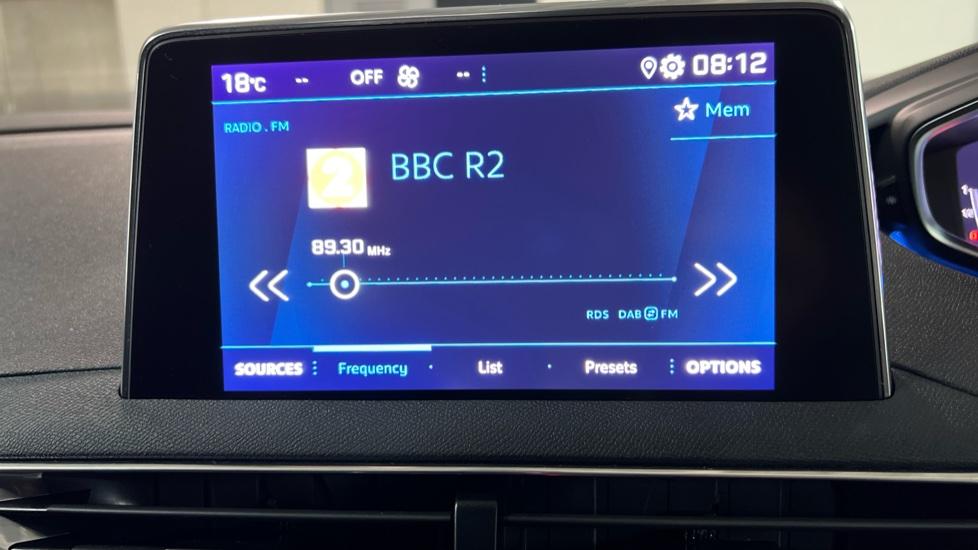 18°C -- OFF -- 08:12
Mem
RADIO . FM
2
BBC R2
89.30 MHz
RDS DAB FM
SOURCES Frequency List Presets OPTIONS